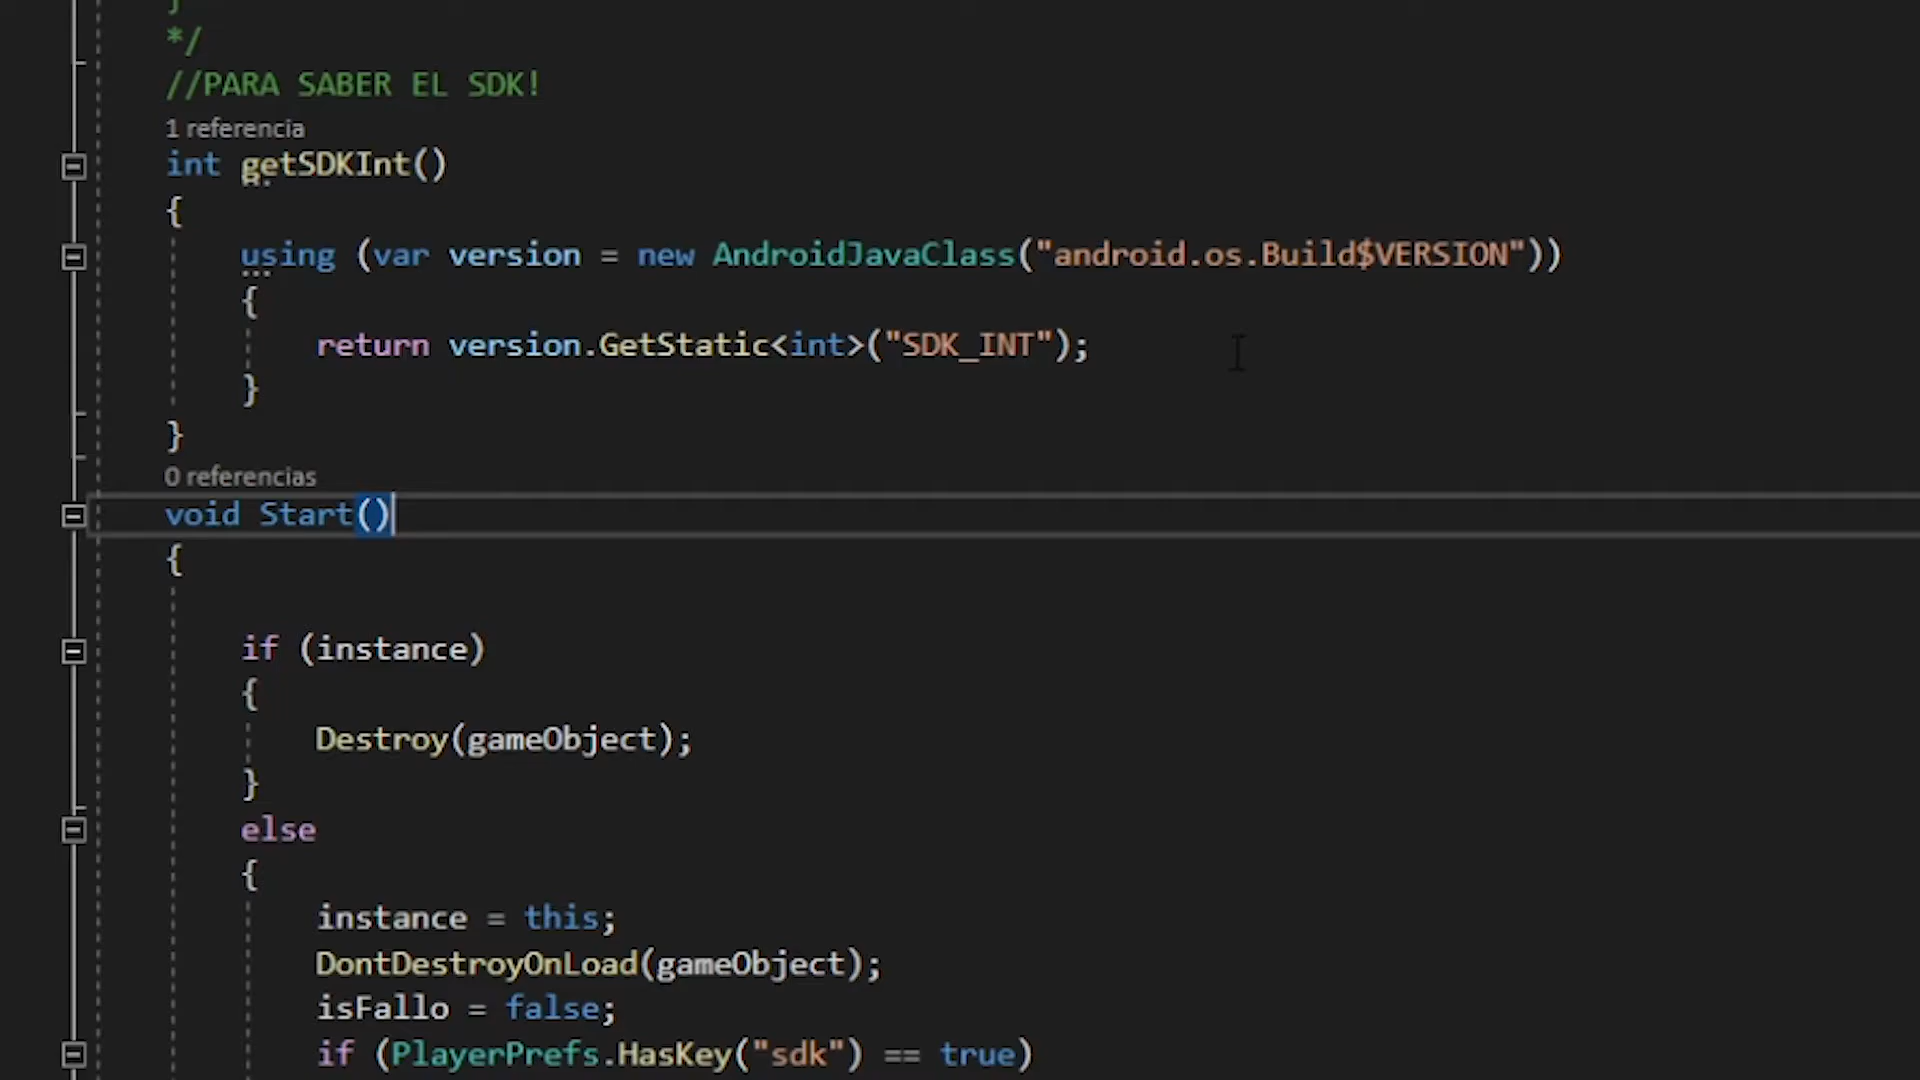 }
*/
//PARA SABER EL SDK!
1 referencia
int getSDKInt()
{
using (var version = new AndroidJavaClass("android.os.Build$VERSION"))
{
return version.GetStatic<int>("SDK_INT");
}
}
0 referencias
void Start()
{
if (instance)
{
Destroy(gameObject);
}
else
{
instance = this;
DontDestroyOnLoad(gameObject);
isFallo = false;
if (PlayerPrefs.HasKey("sdk") == true)